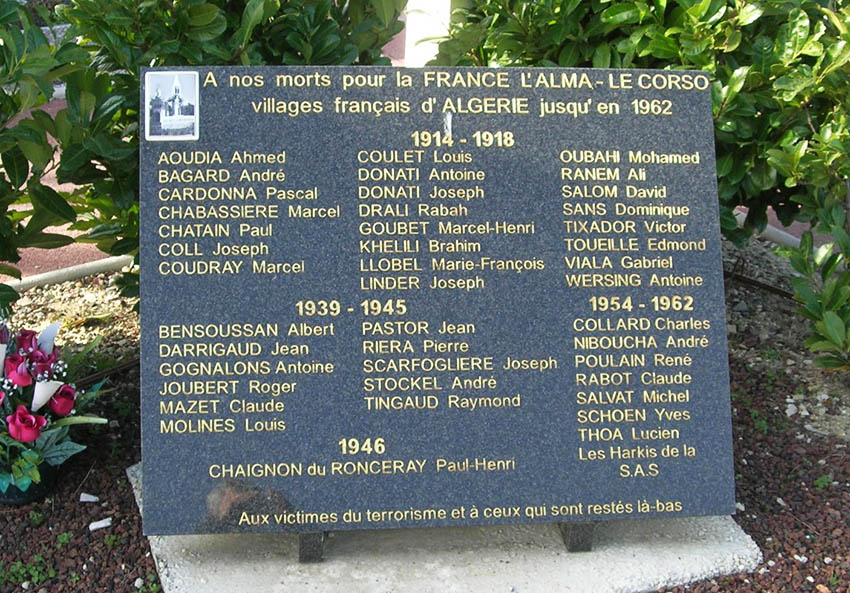 A nos morts pour la FRANCE L'ALMA - LE CORSO
villages français d'ALGERIE jusqu'en 1962
1914 - 1918
AOUDIA Ahmed
BAGARD André
CARDONNA Pascal
CHABASSIERE Marcel
CHATAIN Paul
COLL Joseph
COUDRAY Marcel
COULET Louis
DONATI Antoine
DONATI Joseph
DRALI Rabah
GOUBET Marcel-Henri
KHELILI Brahim
LLOBEL Marie-François
LINDER Joseph
OUBAHI Mohamed
RANEM Ali
SALOM David
SANS Dominique
TIXADOR Victor
TOUEILLE Edmond
VIALA Gabriel
WERSING Antoine
1939 - 1945
BENSOUSSAN Albert
DARRIGAUD Jean
GOGNALONS Antoine
JOUBERT Roger
MAZET Claude
MOLINES Louis
PASTOR Jean
RIERA Pierre
SCARFOGLIERE Joseph
STOCKEL André
TINGAUD Raymond
1954 - 1962
COLLARD Charles
NIBOUCHA André
POULAIN René
RABOT Claude
SALVAT Michel
SCHOEN Yves
THOA Lucien
Les Harkis de la
S.A.S
1946
CHAIGNON du RONCERAY Paul-Henri
Aux victimes du terrorisme et à ceux qui sont restés là-bas